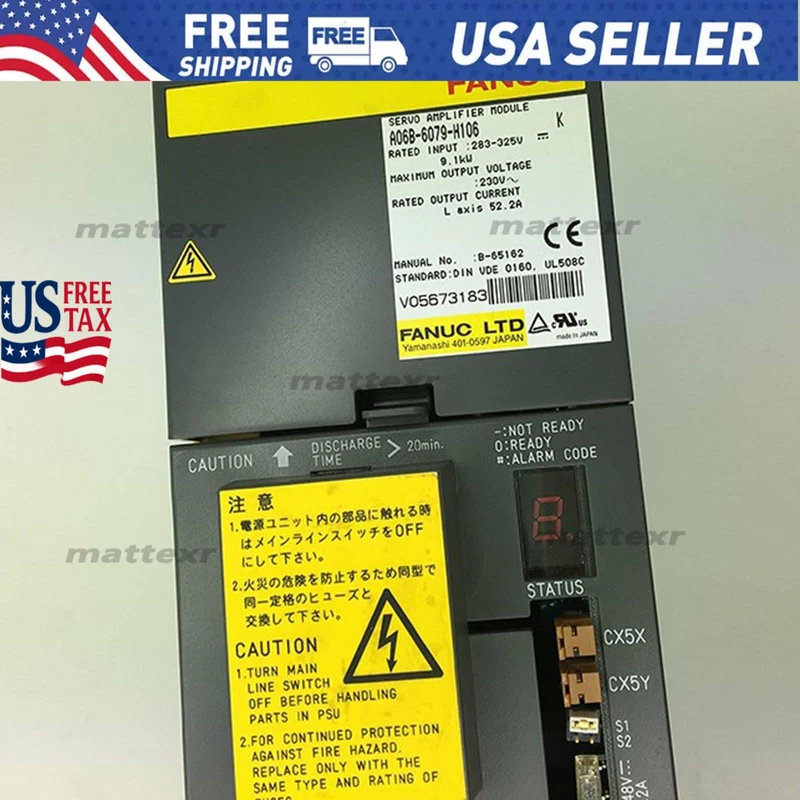 FREE
SHIPPING
FREE
USA SELLER
FANUC
SERVO AMPLIFIER MODULE
A06B-6079-H106
K
RATED INPUT :283-325V
9.1kW
MAXIMUM OUTPUT VOLTAGE
:230V~
RATED OUTPUT CURRENT
L axis 52.2A
MANUAL No. :B-65162
STANDARD:DIN VDE 0160, UL508C
CE
V05673183
FANUC LTD
Yamanashi 401-0597 JAPAN
c US
made in JAPAN
mattexr
mattexr
US FREE
TAX
mattexr
CAUTION
DISCHARGE
TIME
> 20min.
-:NOT READY
0:READY
#:ALARM CODE
8.
STATUS
注意
1.電源ユニット内の部品に触れる時
はメインラインスイッチをOFF
にして下さい。
2.火災の危険を防止するため同型で
同一定格のヒューズと
交換して下さい。
CAUTION
1.TURN MAIN
LINE SWITCH
OFF BEFORE HANDLING
PARTS IN PSU
2.FOR CONTINUED PROTECTION
AGAINST FIRE HAZARD.
REPLACE ONLY WITH THE
SAME TYPE AND RATING OF
mattexr
mattexr
CX5X
CX5Y
S1
S2